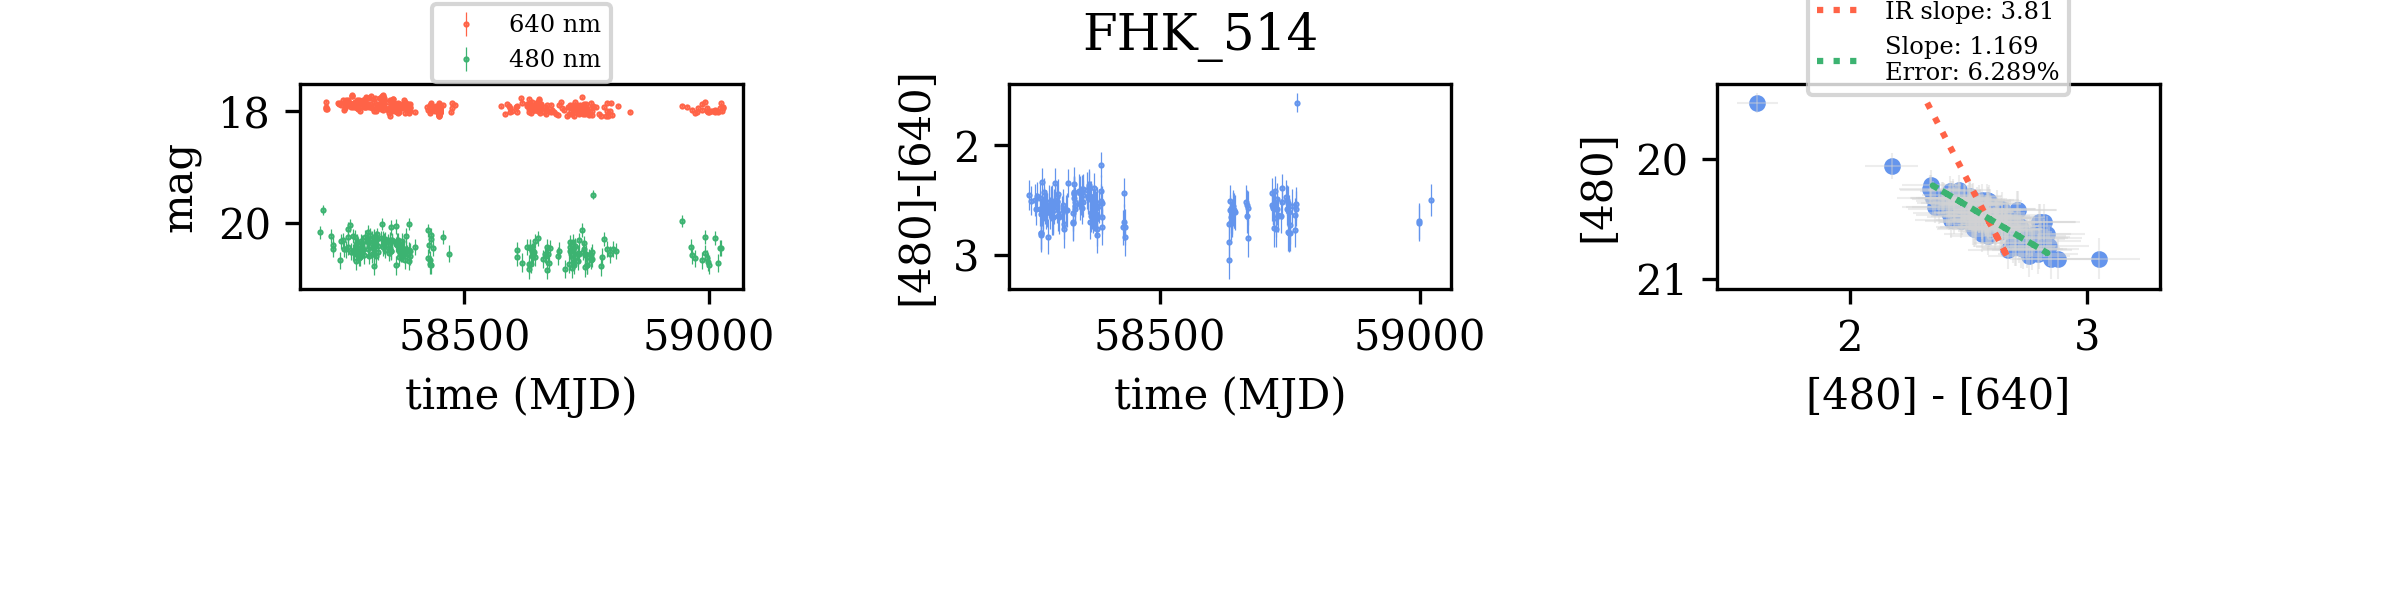 FHK_514
640 nm
480 nm
mag
18
20
58500
59000
time (MJD)
[480]-[640]
2
3
58500
59000
time (MJD)
IR slope: 3.81
Slope: 1.169
Error: 6.289%
[480]
20
21
2
3
[480] - [640]